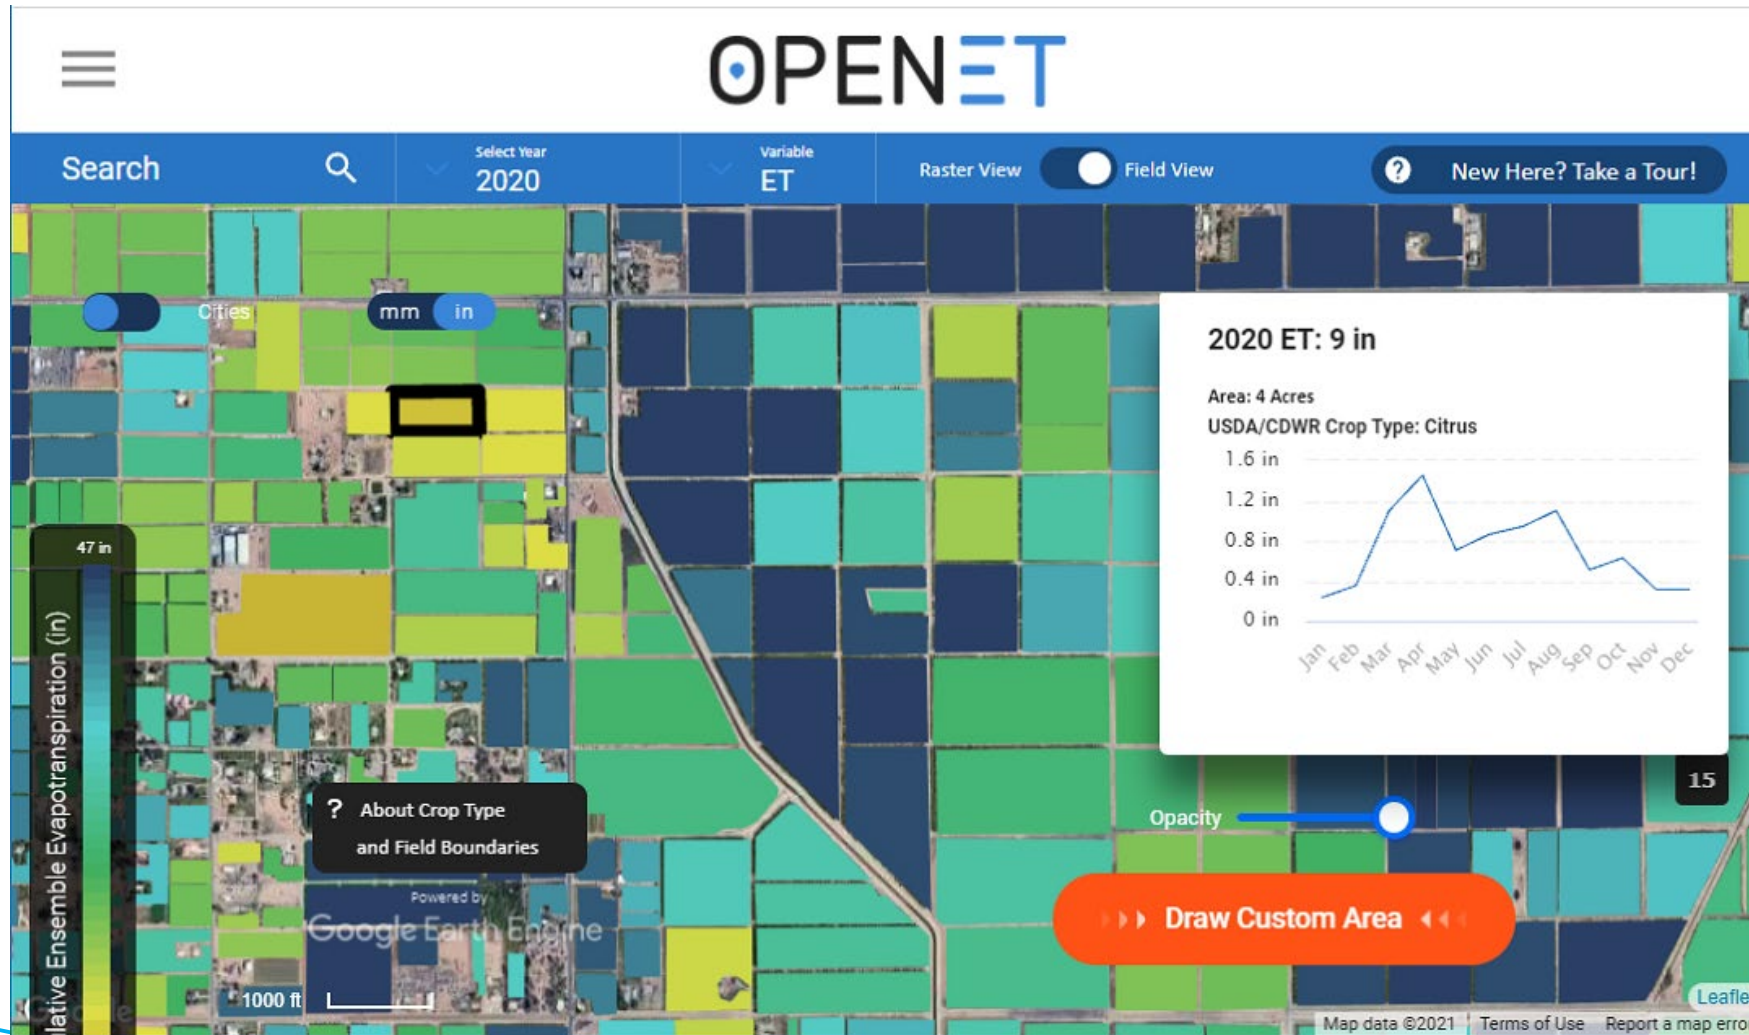 OPENET
Search
Select Year
2020
Variable
ET
Raster View
Field View
? New Here? Take a Tour!
Cities
mm in
2020 ET: 9 in
Area: 4 Acres
USDA/CDWR Crop Type: Citrus
1.6 in
1.2 in
0.8 in
0.4 in
0 in
Jan Feb Mar Apr May Jun Jul Aug Sep Oct Nov Dec
47 in
lative Ensemble Evapotranspiration (in)
15
Opacity
? About Crop Type
and Field Boundaries
Powered by
Google Earth Engine
Draw Custom Area
1000 ft
Google
Leafle
Map data ©2021 Terms of Use Report a map erro